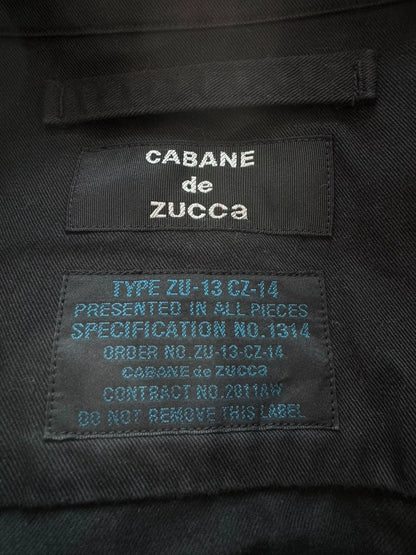 CABANE
de
ZUCCa
TYPE ZU-13 CZ-14
PRESENTED IN ALL PIECES
SPECIFICATION NO.1314
ORDER NO.ZU-13-CZ-14
CABANE de ZUCCa
CONTRACT NO.2011AW
DO NOT REMOVE THIS LABEL